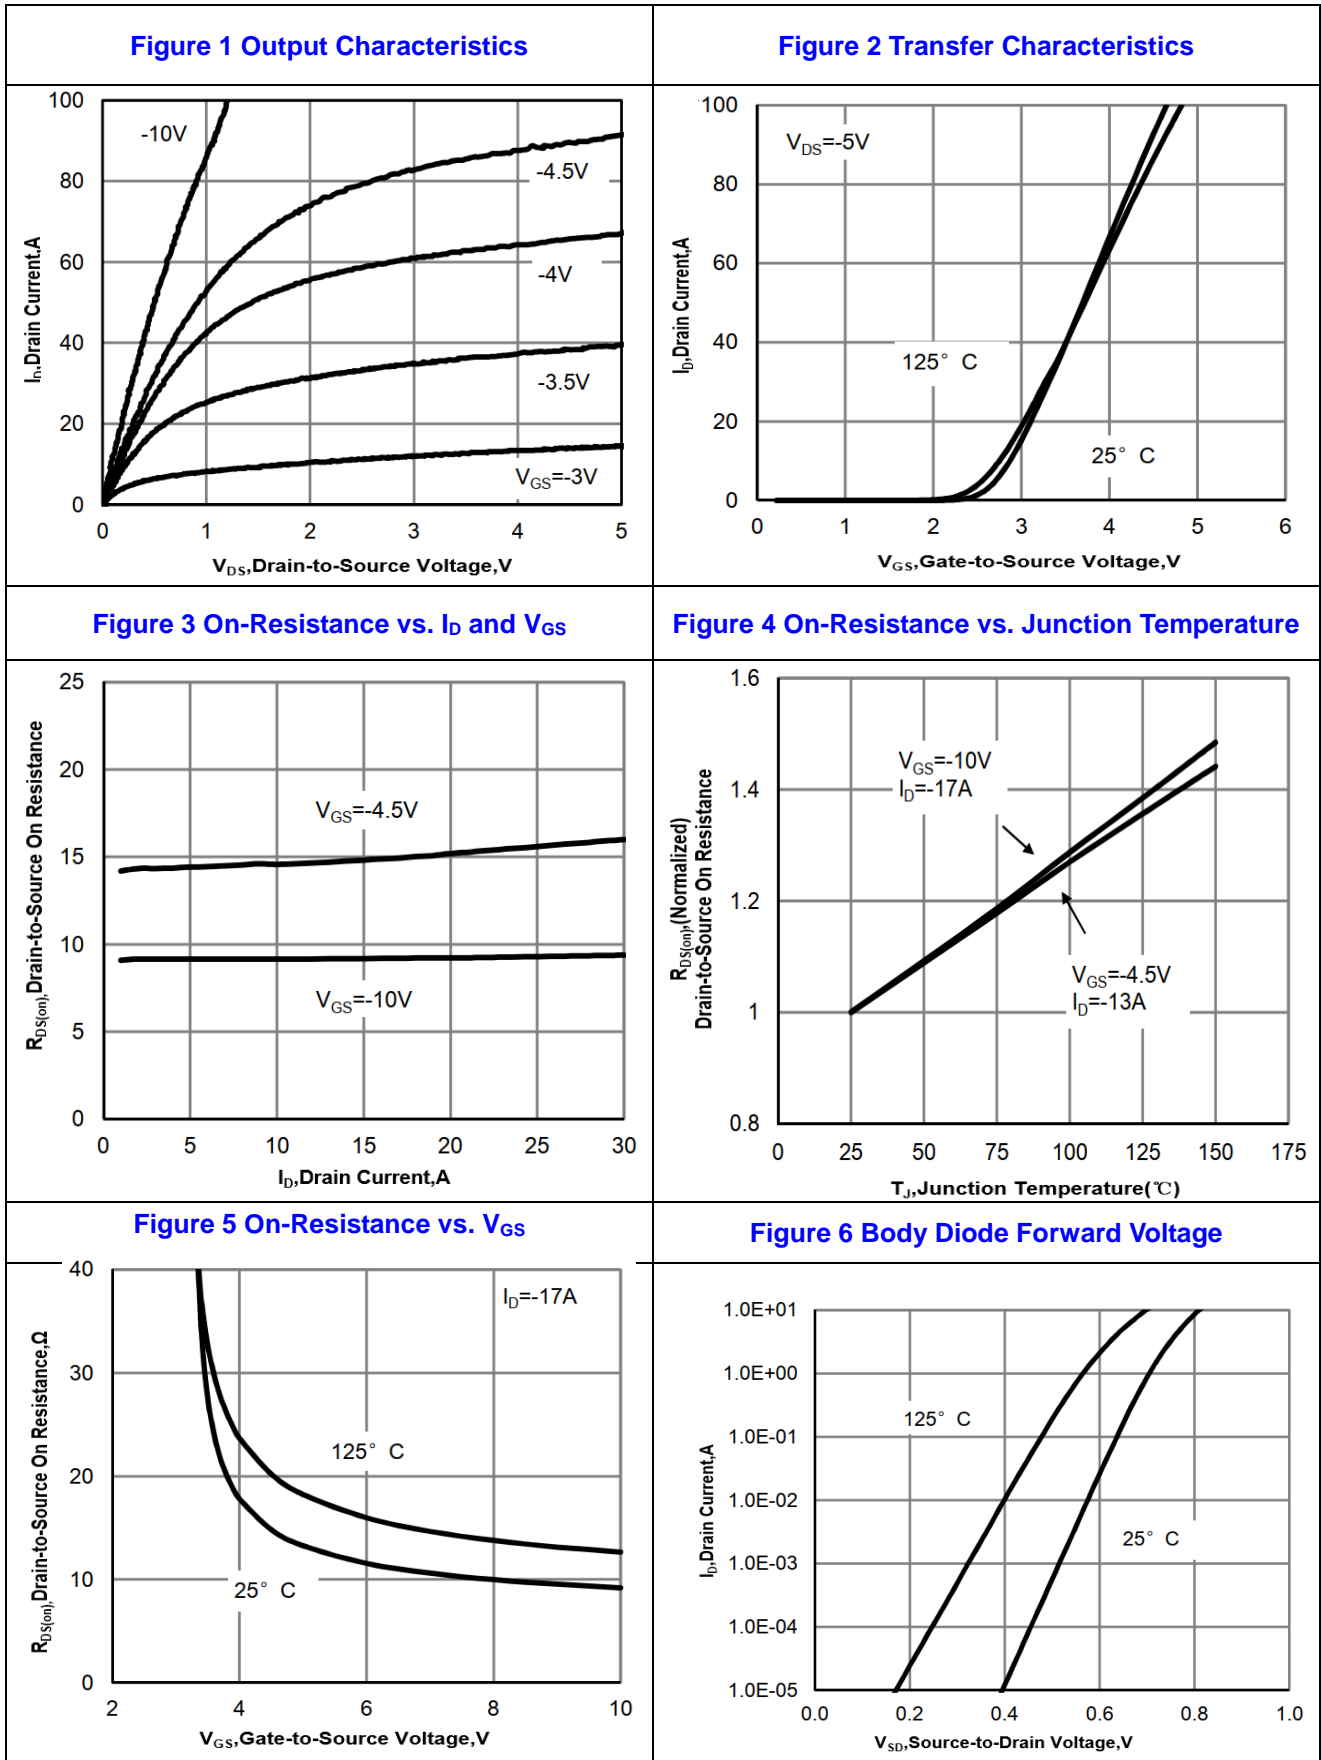 Figure 1 Output Characteristics
Figure 2 Transfer Characteristics
100
80
60
40
20
0
0 1 2 3 4 5
-10V
-4.5V
-4V
-3.5V
VGS=-3V
ID,Drain Current,A
VDS,Drain-to-Source Voltage,V
100
80
60
40
20
0
0 1 2 3 4 5 6
VDS=-5V
125° C
25° C
ID,Drain Current,A
VGS,Gate-to-Source Voltage,V
Figure 3 On-Resistance vs. ID and VGS
Figure 4 On-Resistance vs. Junction Temperature
25
20
15
10
5
0
0 5 10 15 20 25 30
VGS=-4.5V
VGS=-10V
RDS(on),Drain-to-Source On Resistance
ID,Drain Current,A
1.6
1.4
1.2
1
0.8
0 25 50 75 100 125 150 175
VGS=-10V
ID=-17A
VGS=-4.5V
ID=-13A
RDS(on),(Normalized)
Drain-to-Source On Resistance
TJ,Junction Temperature(℃)
Figure 5 On-Resistance vs. VGS
Figure 6 Body Diode Forward Voltage
40
30
20
10
0
2 4 6 8 10
ID=-17A
125° C
25° C
RDS(on),Drain-to-Source On Resistance,Ω
VGS,Gate-to-Source Voltage,V
1.0E+01
1.0E+00
1.0E-01
1.0E-02
1.0E-03
1.0E-04
1.0E-05
0.0 0.2 0.4 0.6 0.8 1.0
125° C
25° C
ID,Drain Current,A
VSD,Source-to-Drain Voltage,V